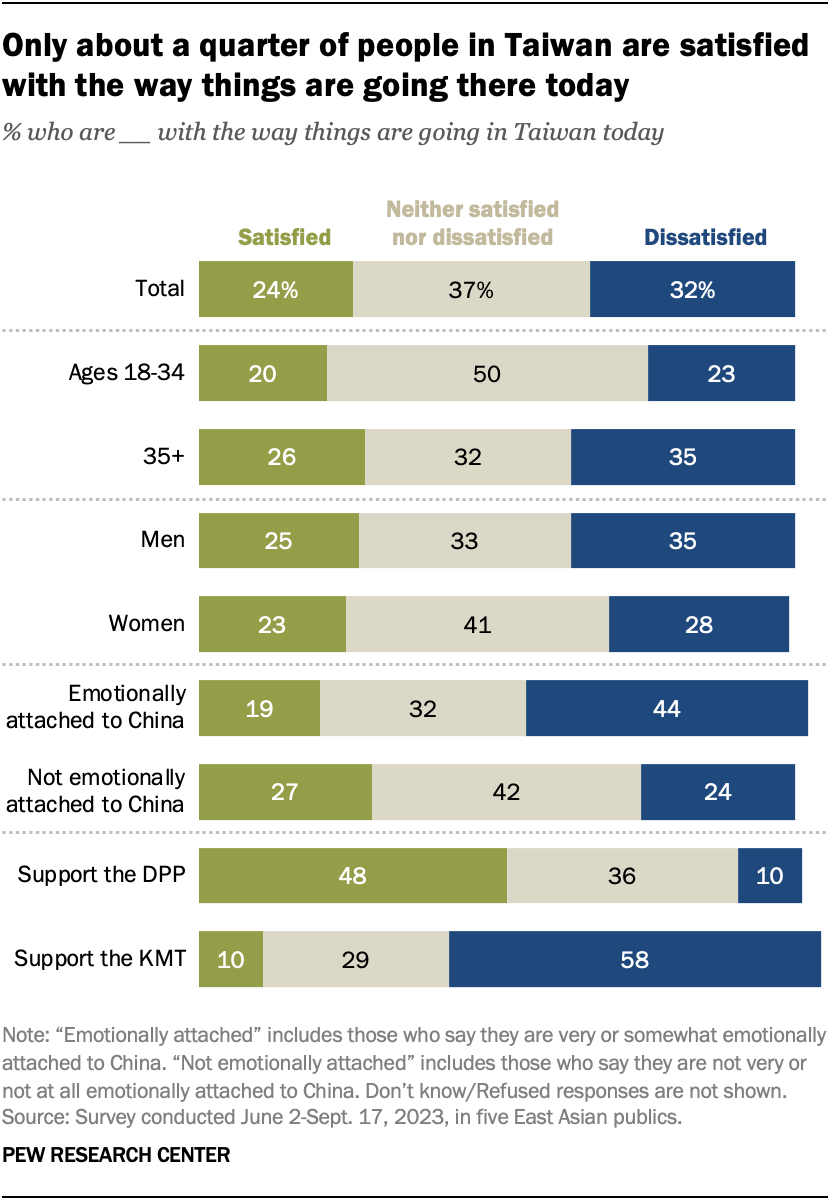 Only about a quarter of people in Taiwan are satisfied
with the way things are going there today
% who are __ with the way things are going in Taiwan today
Neither satisfied
Satisfied nor dissatisfied Dissatisfied
Total 24% 37% 32%
Ages 18-34 20 50 23
35+ 26 32 35
Men 25 33 35
Women 23 41 28
Emotionally
attached to China 19 32 44
Not emotionally
attached to China 27 42 24
Support the DPP 48 36 10
Support the KMT 10 29 58
Note: “Emotionally attached” includes those who say they are very or somewhat emotionally
attached to China. “Not emotionally attached” includes those who say they are not very or
not at all emotionally attached to China. Don’t know/Refused responses are not shown.
Source: Survey conducted June 2-Sept. 17, 2023, in five East Asian publics.
PEW RESEARCH CENTER